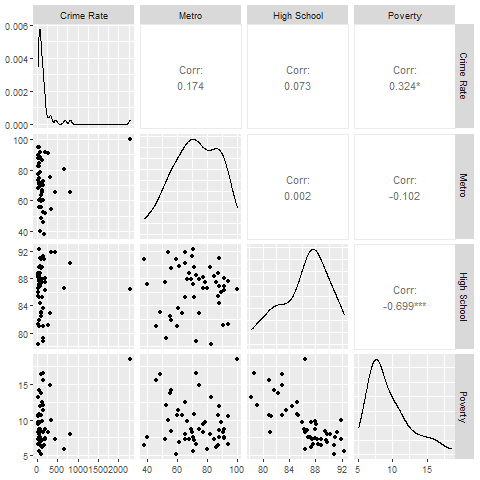 Crime Rate Metro High School Poverty
0.006
0.004
0.002
0.000
Corr:
0.174
Corr:
0.073
Corr:
0.324*
Crime Rate
100
80
60
40
Corr:
0.002
Corr:
-0.102
Metro
92
88
84
80
Corr:
-0.699***
High School
15
10
5
Poverty
0 500 1000 1500 2000 40 60 80 100 80 84 88 92 5 10 15